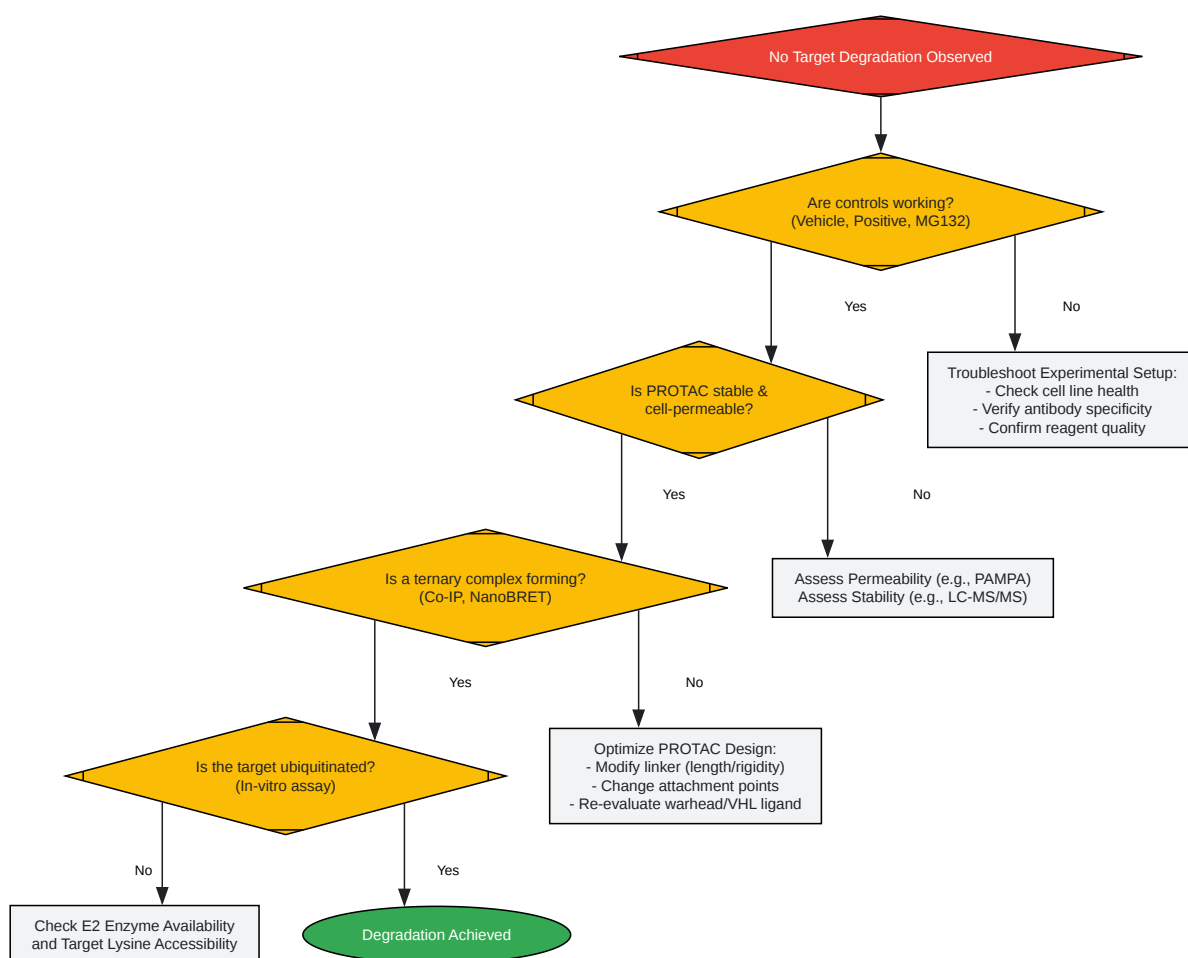 No Target Degradation Observed
Are controls working?
(Vehicle, Positive, MG132)
Yes
No
Is PROTAC stable &
cell-permeable?
Troubleshoot Experimental Setup:
- Check cell line health
- Verify antibody specificity
- Confirm reagent quality
Yes
No
Is a ternary complex forming?
(Co-IP, NanoBRET)
Assess Permeability (e.g., PAMPA)
Assess Stability (e.g., LC-MS/MS)
Yes
No
Is the target ubiquitinated?
(In-vitro assay)
Optimize PROTAC Design:
- Modify linker (length/rigidity)
- Change attachment points
- Re-evaluate warhead/VHL ligand
No
Yes
Check E2 Enzyme Availability
and Target Lysine Accessibility
Degradation Achieved